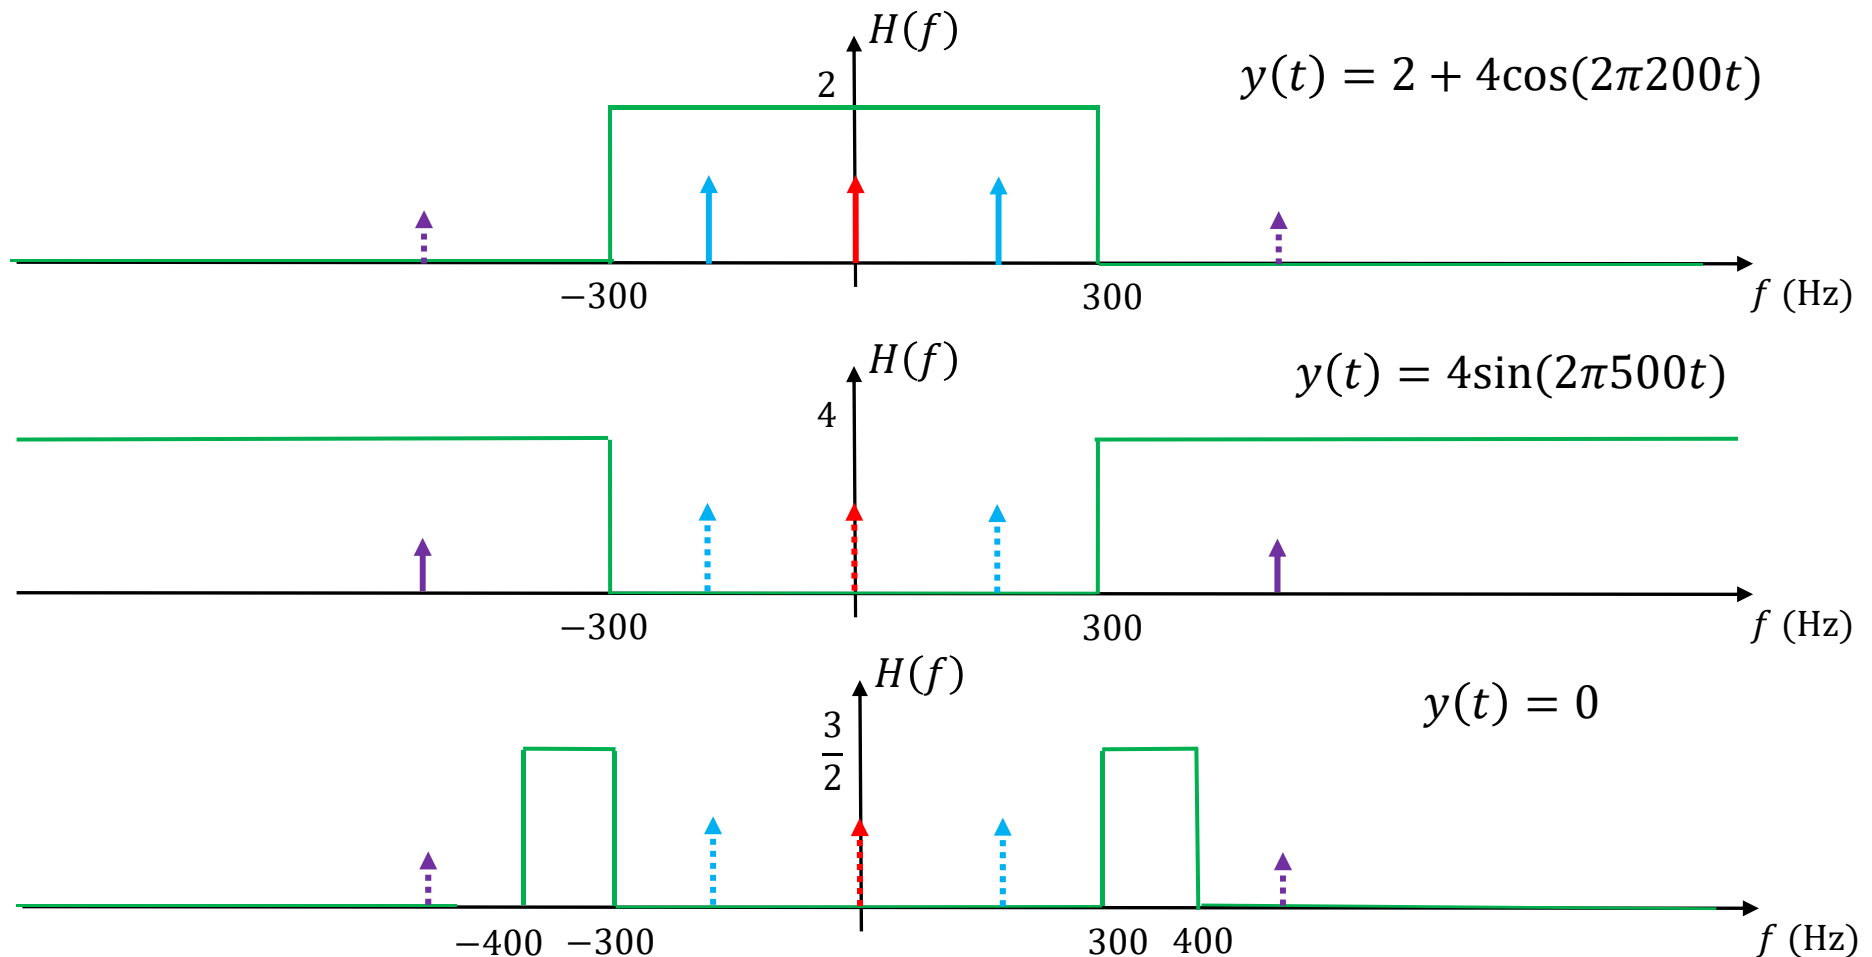 H(f)
y(t) = 2 + 4cos(2π200t)
2
−300
300
f (Hz)
H(f)
y(t) = 4sin(2π500t)
4
−300
300
f (Hz)
H(f)
y(t) = 0
3
2
−400
−300
300
400
f (Hz)